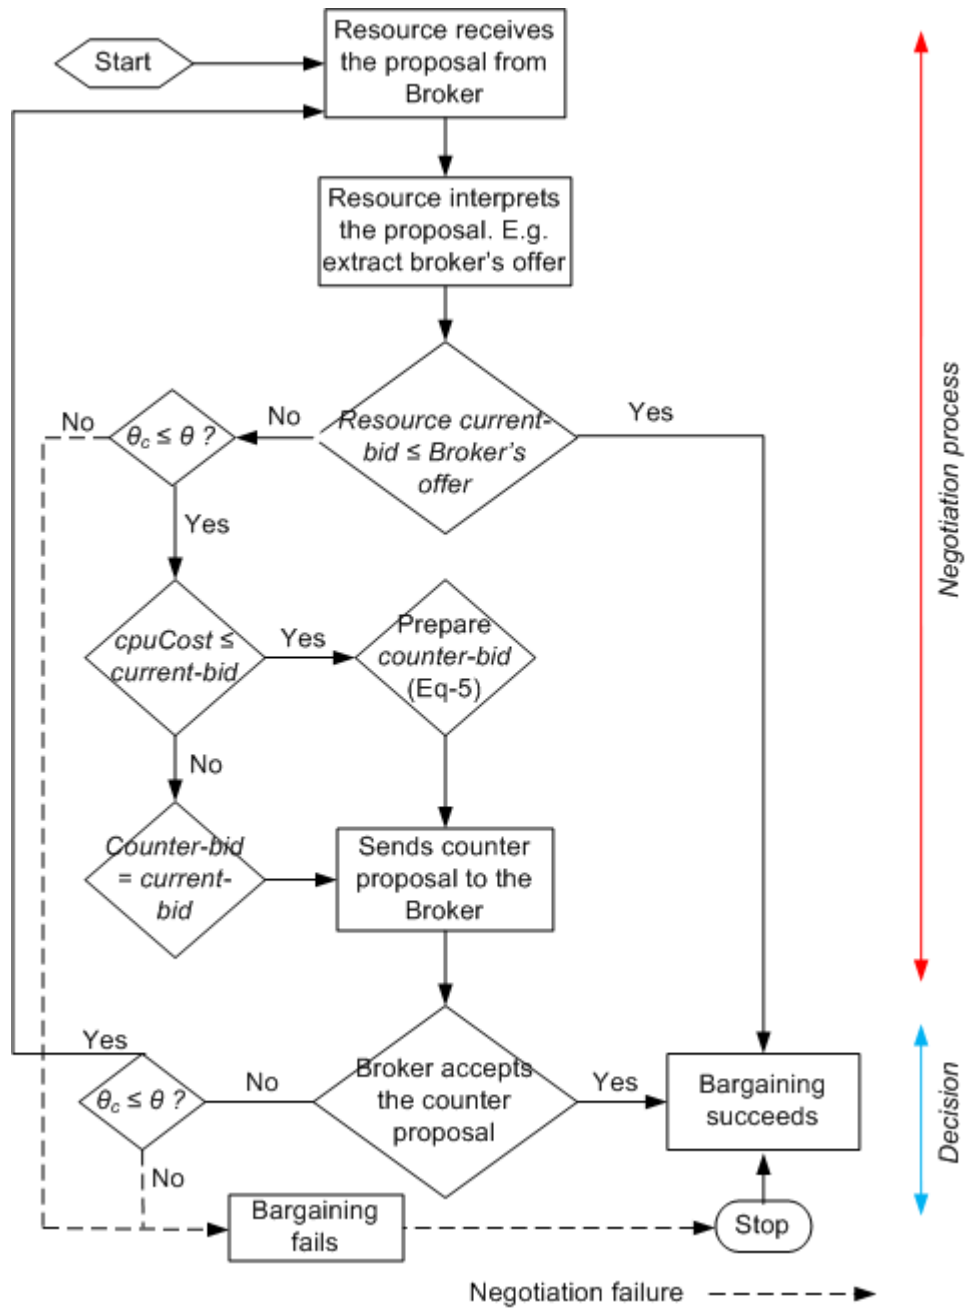 Start
Resource receives
the proposal from
Broker
Resource interprets
the proposal. E.g.
extract broker's offer
Resource current-
bid ≤ Broker's
offer
No
Yes
θc ≤ θ ?
No
Yes
cpuCost ≤
current-bid
Yes
Prepare
counter-bid
(Eq-5)
No
Counter-bid
= current-
bid
Sends counter
proposal to the
Broker
Broker accepts
the counter
proposal
No
Yes
θc ≤ θ ?
Yes
No
Bargaining
succeeds
Bargaining
fails
Stop
Negotiation failure
Negotiation process
Decision